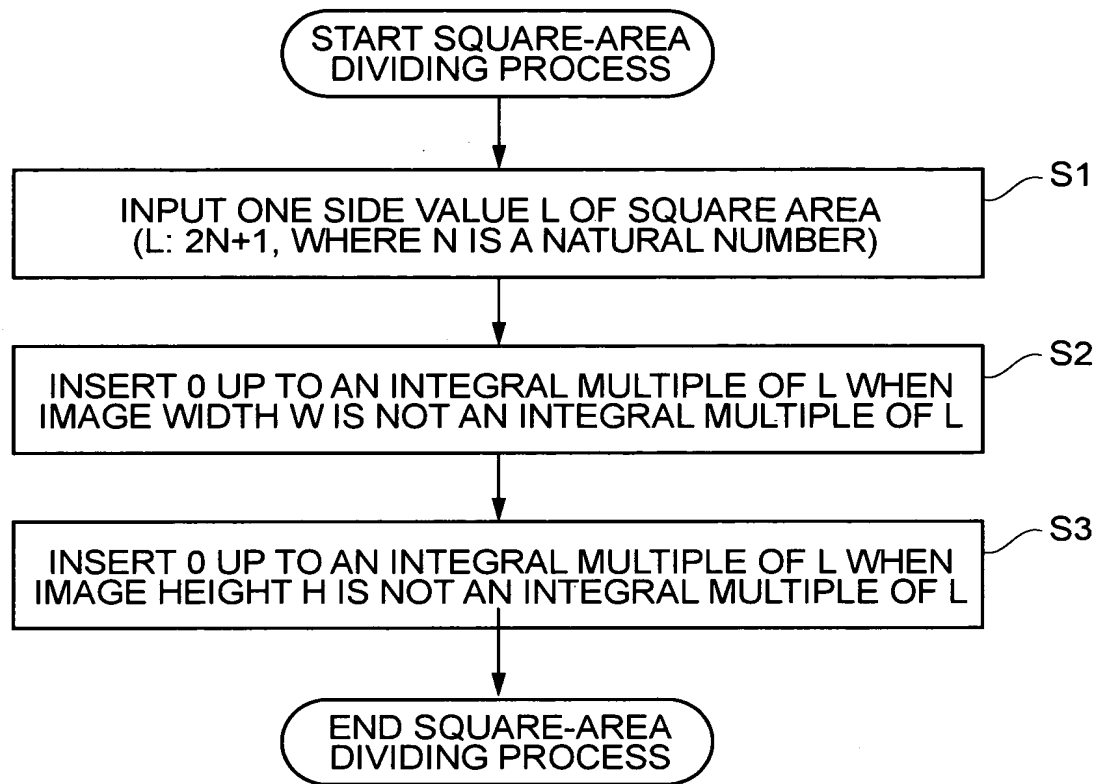 START SQUARE-AREA
DIVIDING PROCESS
S1
INPUT ONE SIDE VALUE L OF SQUARE AREA
(L: 2N+1, WHERE N IS A NATURAL NUMBER)
S2
INSERT 0 UP TO AN INTEGRAL MULTIPLE OF L WHEN
IMAGE WIDTH W IS NOT AN INTEGRAL MULTIPLE OF L
S3
INSERT 0 UP TO AN INTEGRAL MULTIPLE OF L WHEN
IMAGE HEIGHT H IS NOT AN INTEGRAL MULTIPLE OF L
END SQUARE-AREA
DIVIDING PROCESS